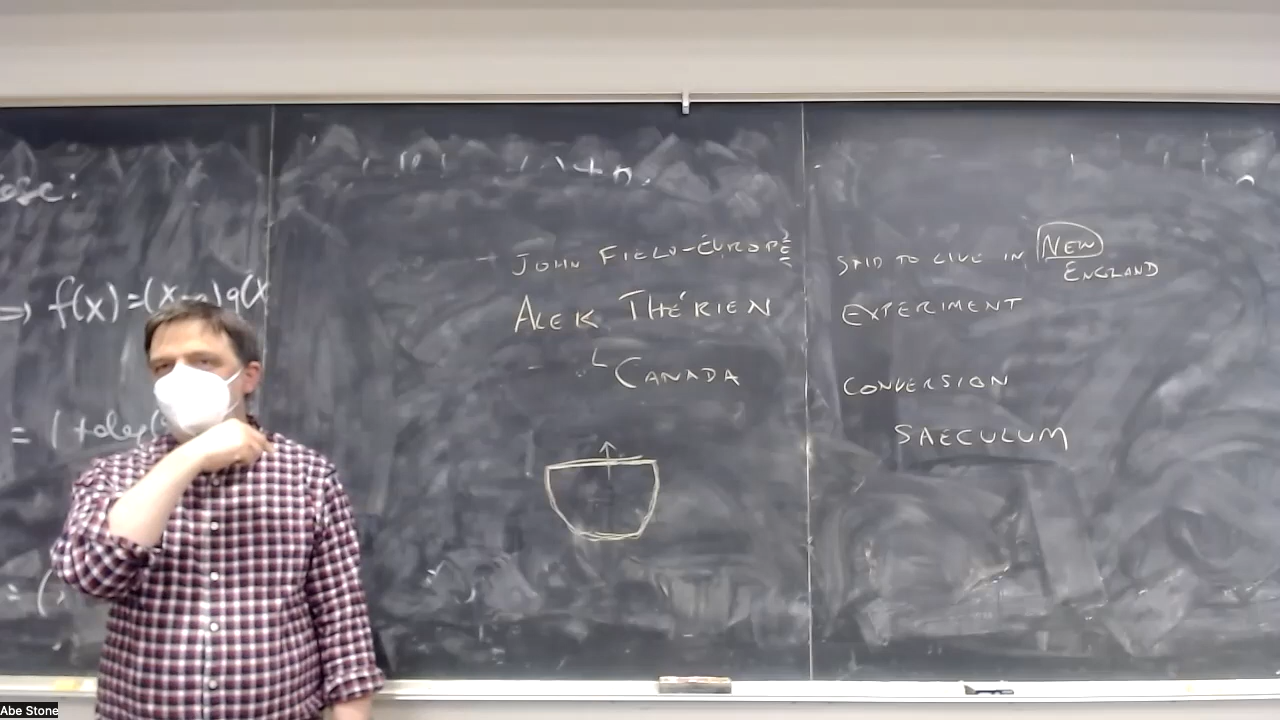 f(x)=(x
JOHN FIELD-EUROPE
ALEK THÉRIEN
CANADA
SAID TO LIVE IN NEW
ENGLAND
EXPERIMENT
CONVERSION
SAECULUM
Abe Stone